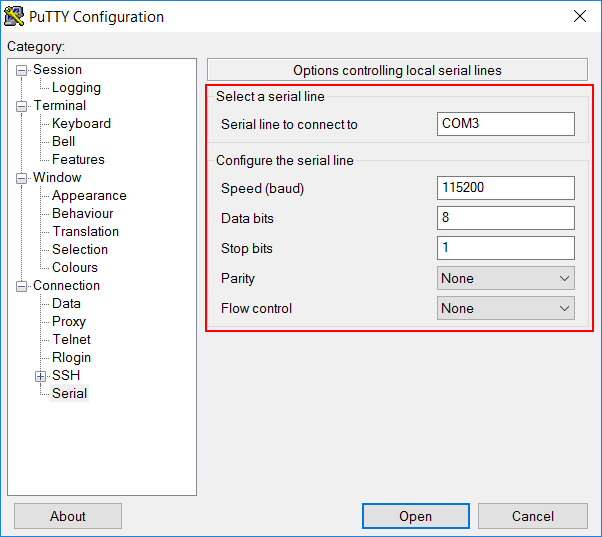 PuTTY Configuration
Category:
Session
Logging
Terminal
Keyboard
Bell
Features
Window
Appearance
Behaviour
Translation
Selection
Colours
Connection
Data
Proxy
Telnet
Rlogin
SSH
Serial
Options controlling local serial lines
Select a serial line
Serial line to connect to COM3
Configure the serial line
Speed (baud) 115200
Data bits 8
Stop bits 1
Parity None
Flow control None
About Open Cancel